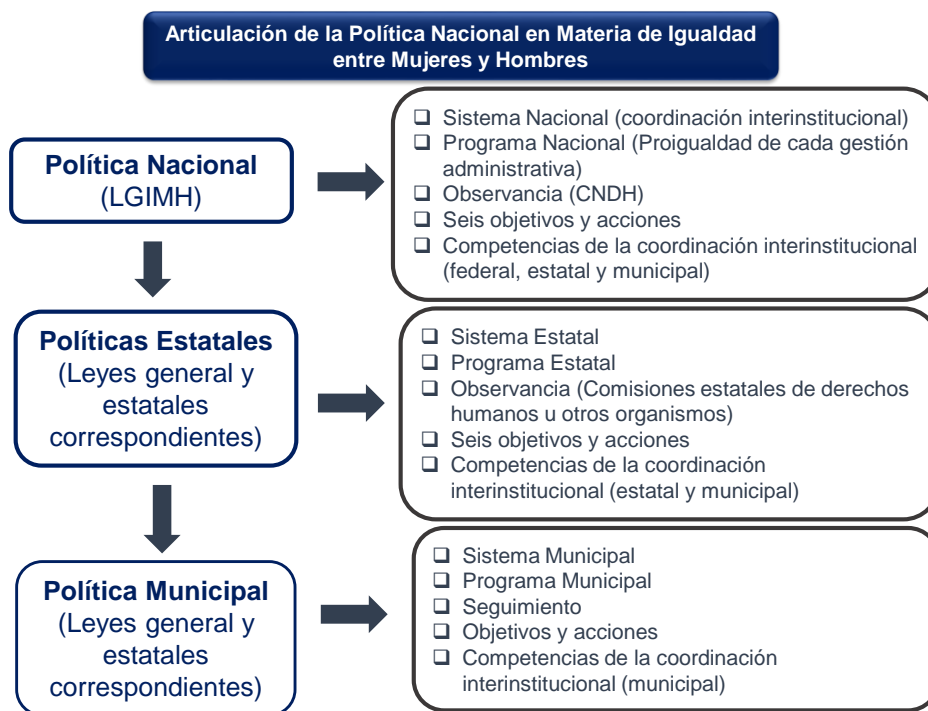 Articulación de la Política Nacional en Materia de Igualdad
entre Mujeres y Hombres
Política Nacional
(LGIMH)
❑ Sistema Nacional (coordinación interinstitucional)
❑ Programa Nacional (Proigualdad de cada gestión
administrativa)
❑ Observancia (CNDH)
❑ Seis objetivos y acciones
❑ Competencias de la coordinación interinstitucional
(federal, estatal y municipal)
Políticas Estatales
(Leyes general y
estatales
correspondientes)
❑ Sistema Estatal
❑ Programa Estatal
❑ Observancia (Comisiones estatales de derechos
humanos u otros organismos)
❑ Seis objetivos y acciones
❑ Competencias de la coordinación
interinstitucional (estatal y municipal)
Política Municipal
(Leyes general y
estatales
correspondientes)
❑ Sistema Municipal
❑ Programa Municipal
❑ Seguimiento
❑ Objetivos y acciones
❑ Competencias de la coordinación
interinstitucional (municipal)